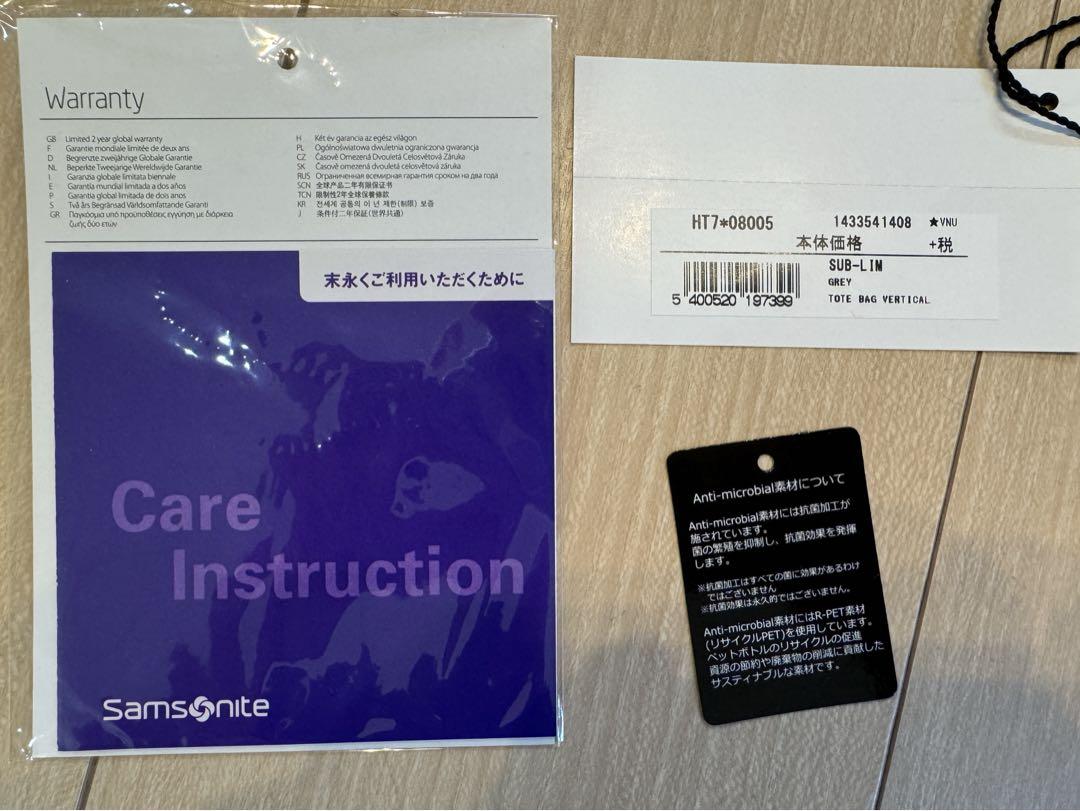 Warranty
GB Limited 2 year global warranty
F Garantie mondiale limitée de deux ans
D Begrenzte zweijährige Globale Garantie
NL Beperkte Tweejarige Wereldwijde Garantie
I Garanzia globale limitata biennale
E Garantía mundial limitada a dos años
P Garantia global limitada de dois anos
S Två års Begränsad Världsomfattande Garanti
GR Παγκόσμια υπό προϋποθέσεις εγγύηση με διάρκεια
ζωής δύο ετών
H Két év garancia az egész világon
PL Ogólnoświatowa dwuletnia ograniczona gwarancja
CZ Časově Omezená Dvouletá Celosvětová Záruka
SK Časovo omezená dvouletá celosvetová záruka
RUS Ограниченная всемирная гарантия сроком на два года
SCN 全球产品二年有限保证书
TCN 限制性2年全球保養條款
KR 전세계 공통의 이 년 제한(制限) 보증
J 条件付二年保証(世界共通)
末永くご利用いただくために
Care
Instruction
Samsonite
HT7*08005 1433541408 ★VNU
本体価格 +税
SUB-LIM
GREY
TOTE BAG VERTICAL
5 400520 197399
Anti-microbial素材について
Anti-microbial素材には抗菌加工が
施されています。
菌の繁殖を抑制し、抗菌効果を発揮
します。
※抗菌加工はすべての菌に効果があるわけ
ではございません
※抗菌効果は永久的ではございません。
Anti-microbial素材にはR-PET素材
(リサイクルPET)を使用しています。
ペットボトルのリサイクルの促進
資源の節約や廃棄物の削減に貢献した
サスティナブルな素材です。